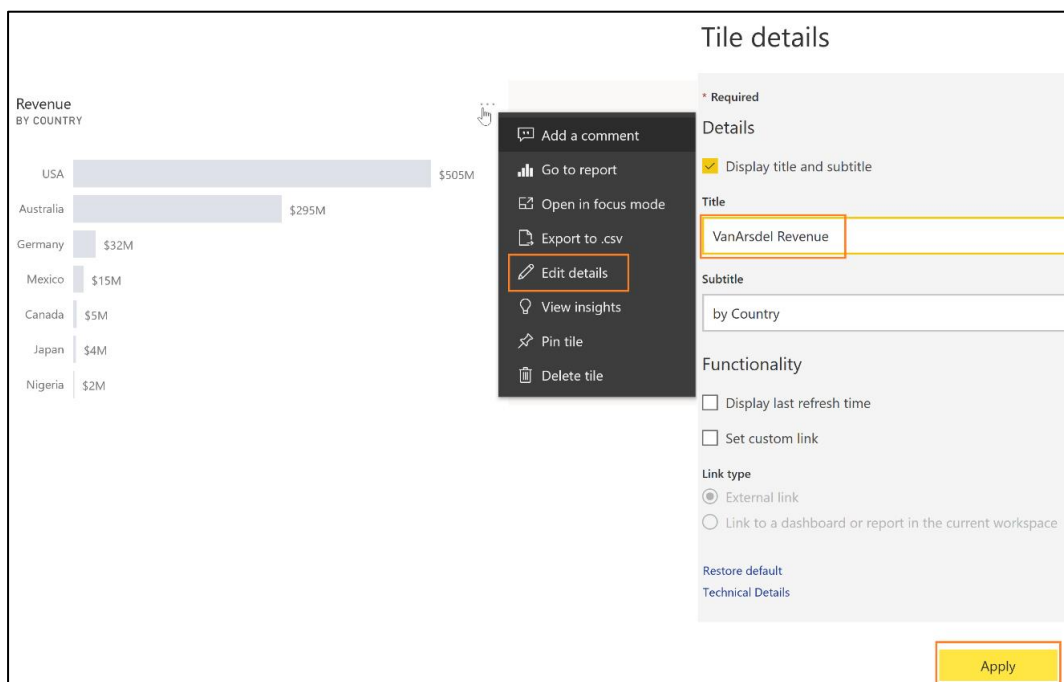 Revenue
BY COUNTRY
USA $505M
Australia $295M
Germany $32M
Mexico $15M
Canada $5M
Japan $4M
Nigeria $2M
Add a comment
Go to report
Open in focus mode
Export to .csv
Edit details
View insights
Pin tile
Delete tile
Tile details
* Required
Details
Display title and subtitle
Title
VanArsdel Revenue
Subtitle
by Country
Functionality
Display last refresh time
Set custom link
Link type
External link
Link to a dashboard or report in the current workspace
Restore default
Technical Details
Apply